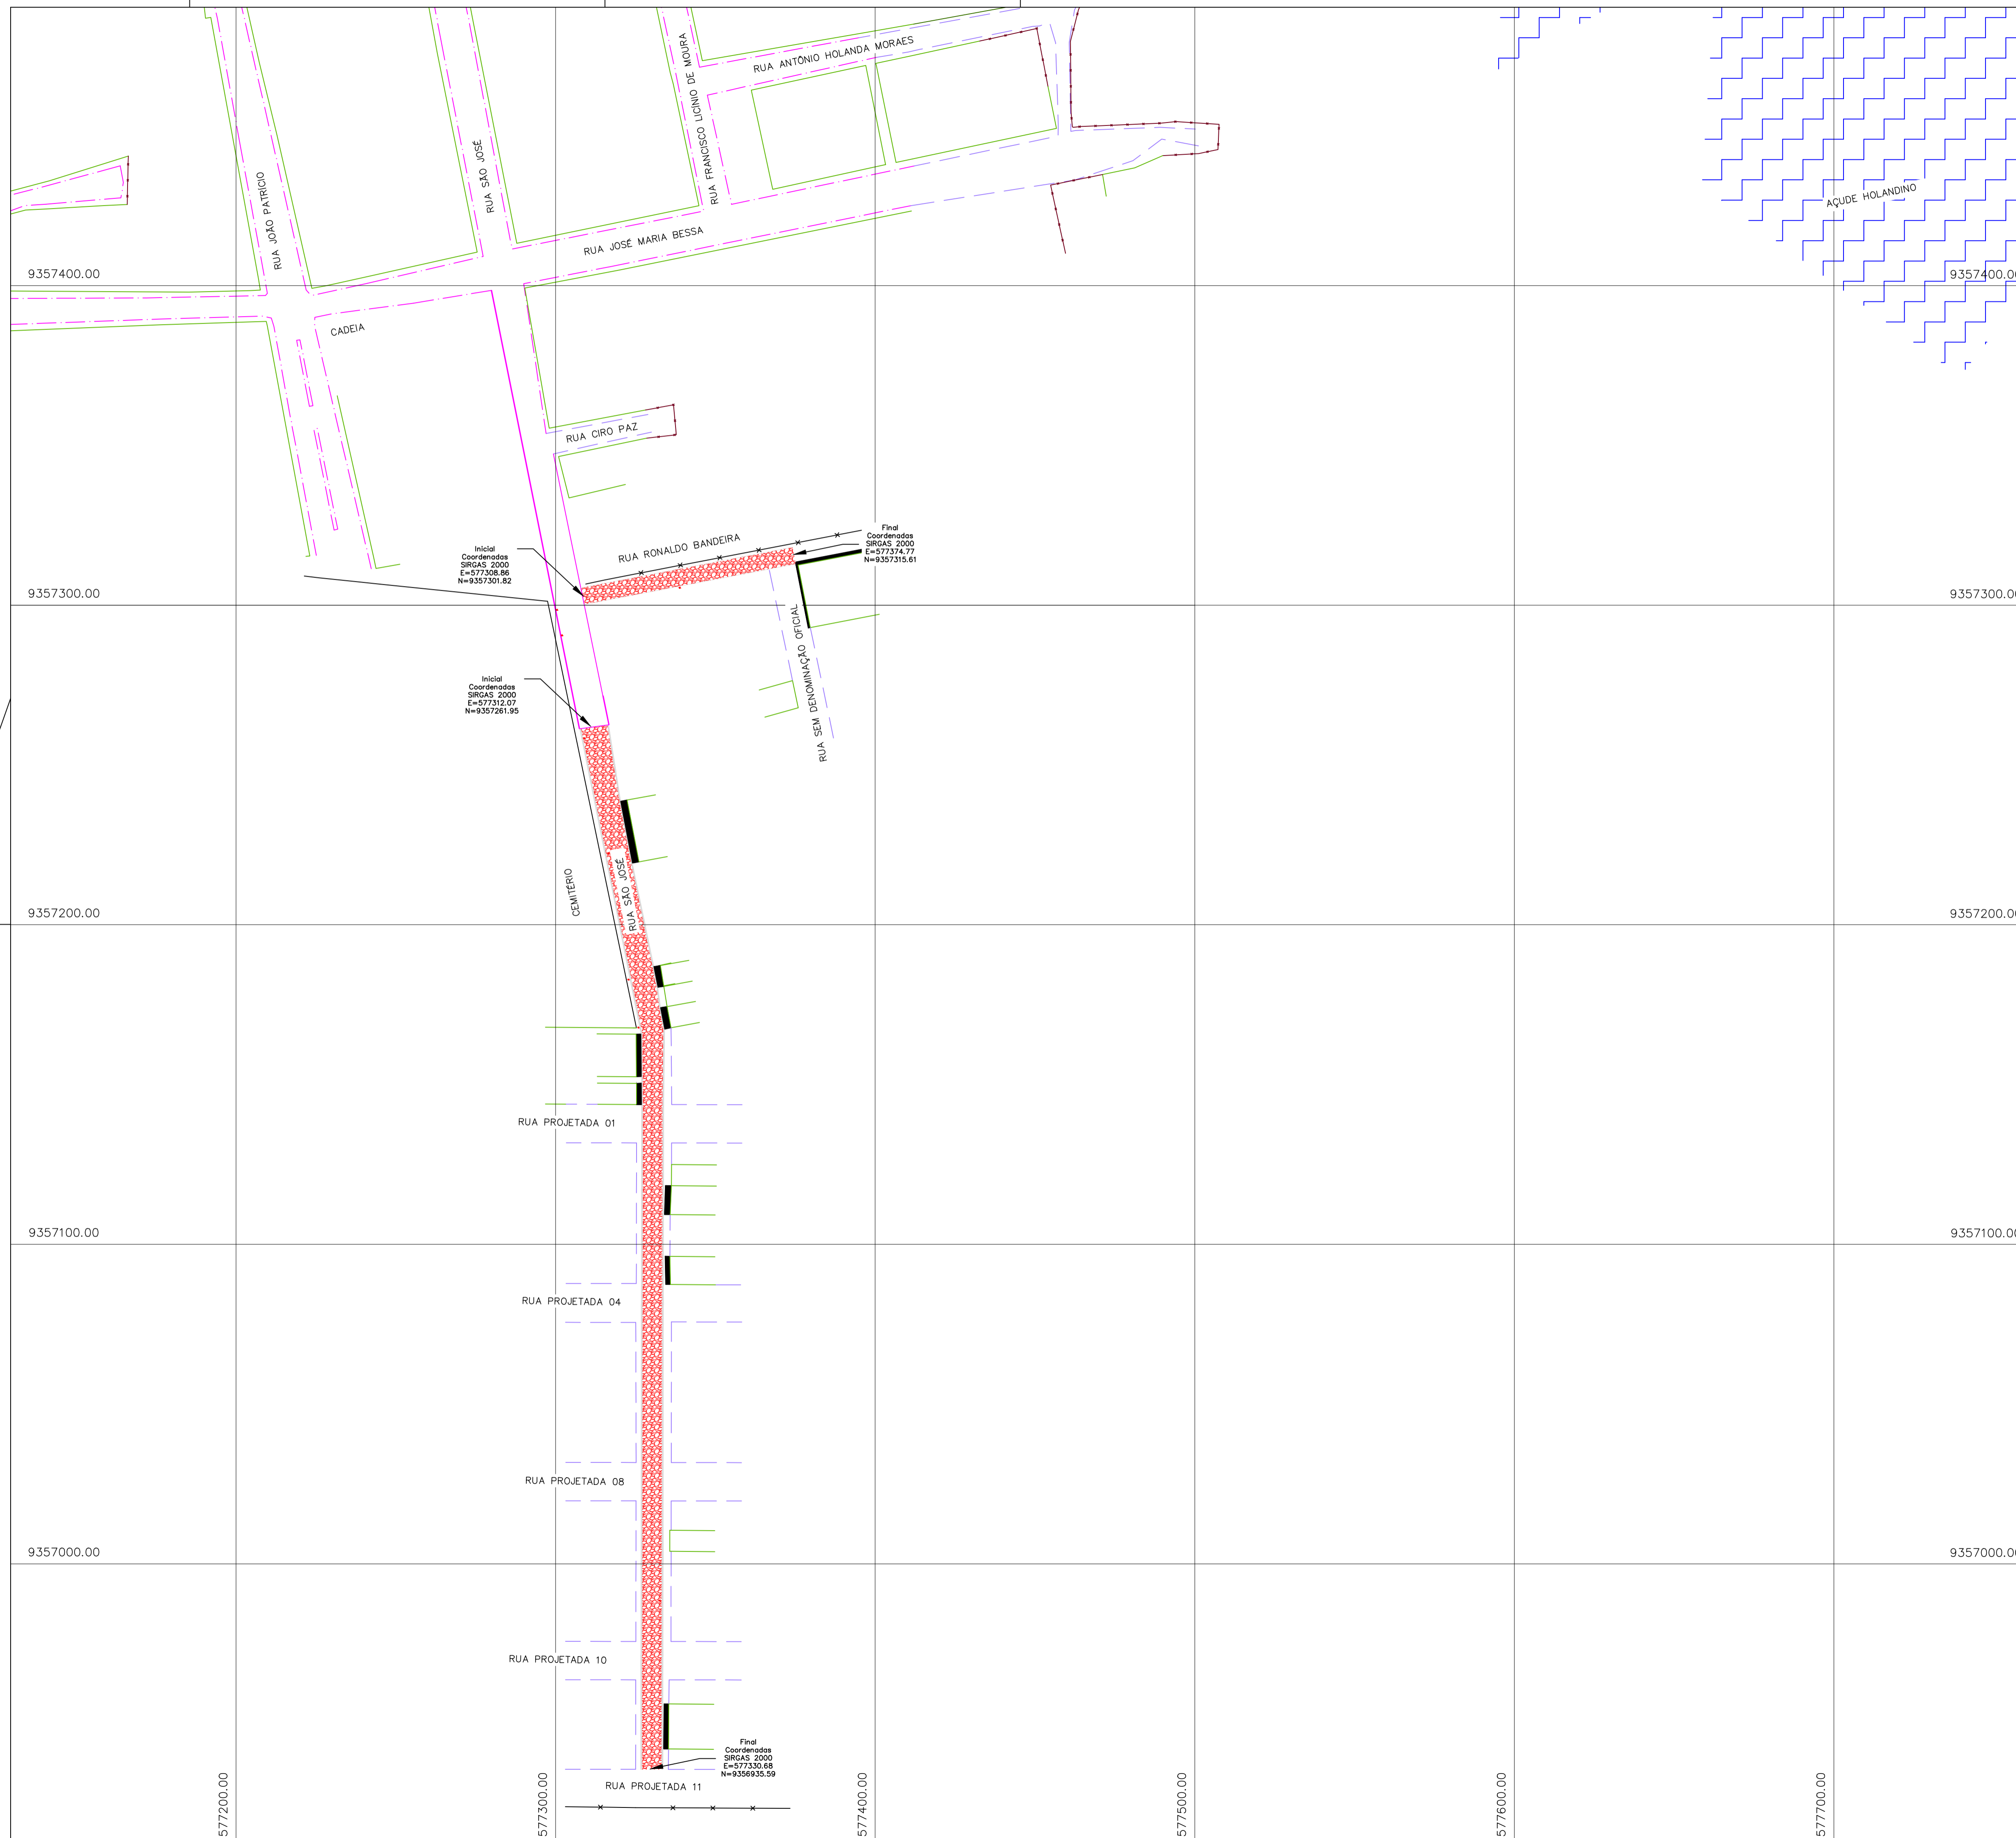 RUA ANTÔNIO HOLANDA MORAES
RUA FRANCISCO LICÍNIO DE MOURA
RUA SÃO JOSÉ
RUA JOÃO PATRÍCIO
RUA JOSÉ MARIA BESSA
AÇUDE HOLANDINO
9357400.00
9357400.00
CADEIA
RUA CIRO PAZ
RUA RONALDO BANDEIRA
Final
Coordenadas
SIRGAS 2000
E=577374.77
N=9357315.61
Inicial
Coordenadas
SIRGAS 2000
E=577308.86
N=9357301.82
9357300.00
9357300.00
RUA SEM DENOMINAÇÃO OFICIAL
Inicial
Coordenadas
SIRGAS 2000
E=577312.07
N=9357261.95
CEMITÉRIO
RUA SÃO JOSÉ
9357200.00
9357200.00
RUA PROJETADA 01
9357100.00
9357100.00
RUA PROJETADA 04
RUA PROJETADA 08
9357000.00
9357000.00
RUA PROJETADA 10
Final
Coordenadas
SIRGAS 2000
E=577330.68
N=9356935.59
RUA PROJETADA 11
577200.00
577300.00
577400.00
577500.00
577600.00
577700.00